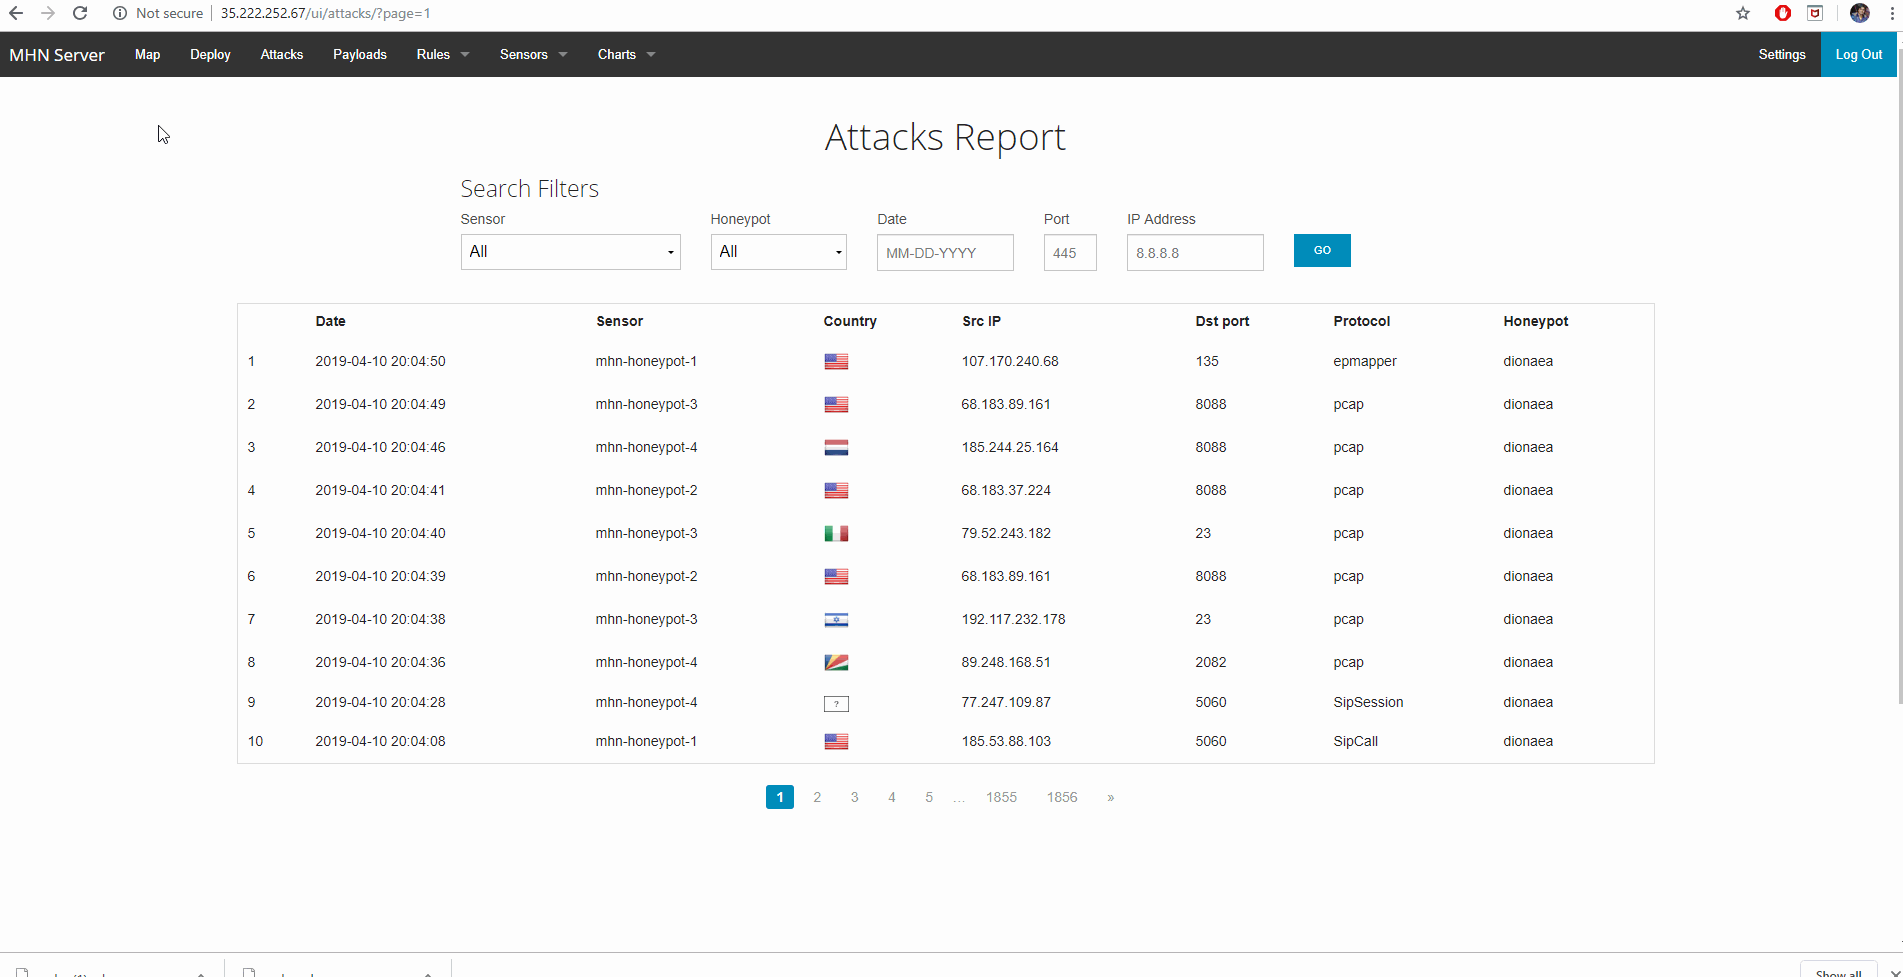 Not secure 35.222.252.67/ui/attacks/?page=1
MHN Server Map Deploy Attacks Payloads Rules Sensors Charts Settings Log Out
Attacks Report
Search Filters
Sensor Honeypot Date Port IP Address
All All MM-DD-YYYY 445 8.8.8.8 GO
Date Sensor Country Src IP Dst port Protocol Honeypot
1 2019-04-10 20:04:50 mhn-honeypot-1 107.170.240.68 135 epmapper dionaea
2 2019-04-10 20:04:49 mhn-honeypot-3 68.183.89.161 8088 pcap dionaea
3 2019-04-10 20:04:46 mhn-honeypot-4 185.244.25.164 8088 pcap dionaea
4 2019-04-10 20:04:41 mhn-honeypot-2 68.183.37.224 8088 pcap dionaea
5 2019-04-10 20:04:40 mhn-honeypot-3 79.52.243.182 23 pcap dionaea
6 2019-04-10 20:04:39 mhn-honeypot-2 68.183.89.161 8088 pcap dionaea
7 2019-04-10 20:04:38 mhn-honeypot-3 192.117.232.178 23 pcap dionaea
8 2019-04-10 20:04:36 mhn-honeypot-4 89.248.168.51 2082 pcap dionaea
9 2019-04-10 20:04:28 mhn-honeypot-4 ? 77.247.109.87 5060 SipSession dionaea
10 2019-04-10 20:04:08 mhn-honeypot-1 185.53.88.103 5060 SipCall dionaea
1 2 3 4 5 ... 1855 1856 »
Show all